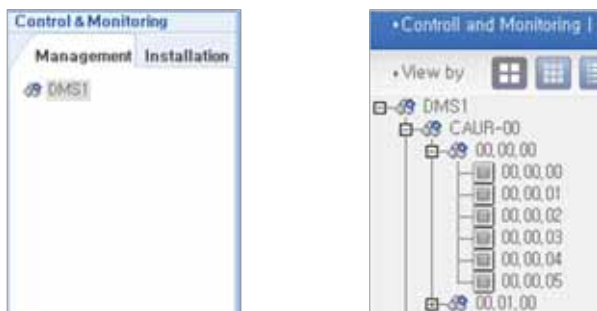 Control & Monitoring
Management Installation
DMS1
•Controll and Monitoring |
•View by
DMS1
CAUR-00
00,00,00
00,00,00
00,00,01
00,00,02
00,00,03
00,00,04
00,00,05
00,01,00